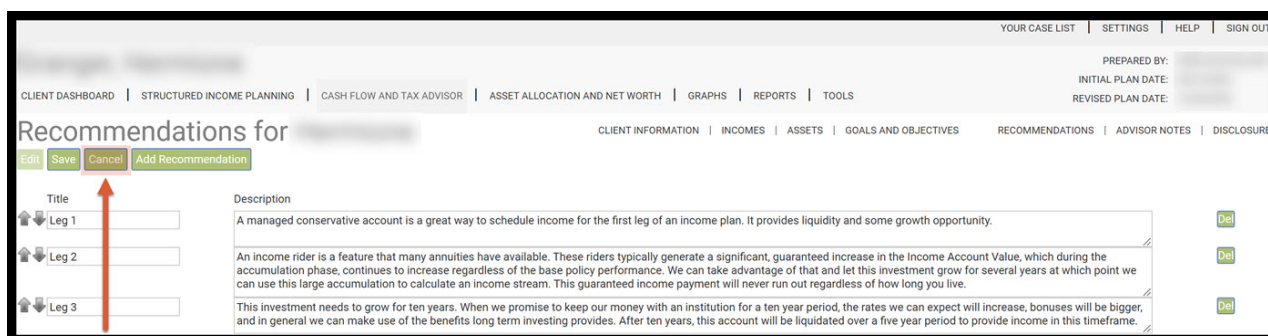 YOUR CASE LIST | SETTINGS | HELP | SIGN OUT
PREPARED BY:
INITIAL PLAN DATE:
CLIENT DASHBOARD | STRUCTURED INCOME PLANNING | CASH FLOW AND TAX ADVISOR | ASSET ALLOCATION AND NET WORTH | GRAPHS | REPORTS | TOOLS
REVISED PLAN DATE:
Recommendations for
CLIENT INFORMATION | INCOMES | ASSETS | GOALS AND OBJECTIVES
RECOMMENDATIONS | ADVISOR NOTES | DISCLOSURE
Edit Save Cancel Add Recommendation
Title Description
Leg 1
A managed conservative account is a great way to schedule income for the first leg of an income plan. It provides liquidity and some growth opportunity.
Del
Leg 2
An income rider is a feature that many annuities have available. These riders typically generate a significant, guaranteed increase in the Income Account Value, which during the
accumulation phase, continues to increase regardless of the base policy performance. We can take advantage of that and let this investment grow for several years at which point we
can use this large accumulation to calculate an income stream. This guaranteed income payment will never run out regardless of how long you live.
Del
Leg 3
This investment needs to grow for ten years. When we promise to keep our money with an institution for a ten year period, the rates we can expect will increase, bonuses will be bigger,
and in general we can make use of the benefits long term investing provides. After ten years, this account will be liquidated over a five year period to provide income in this timeframe.
Del